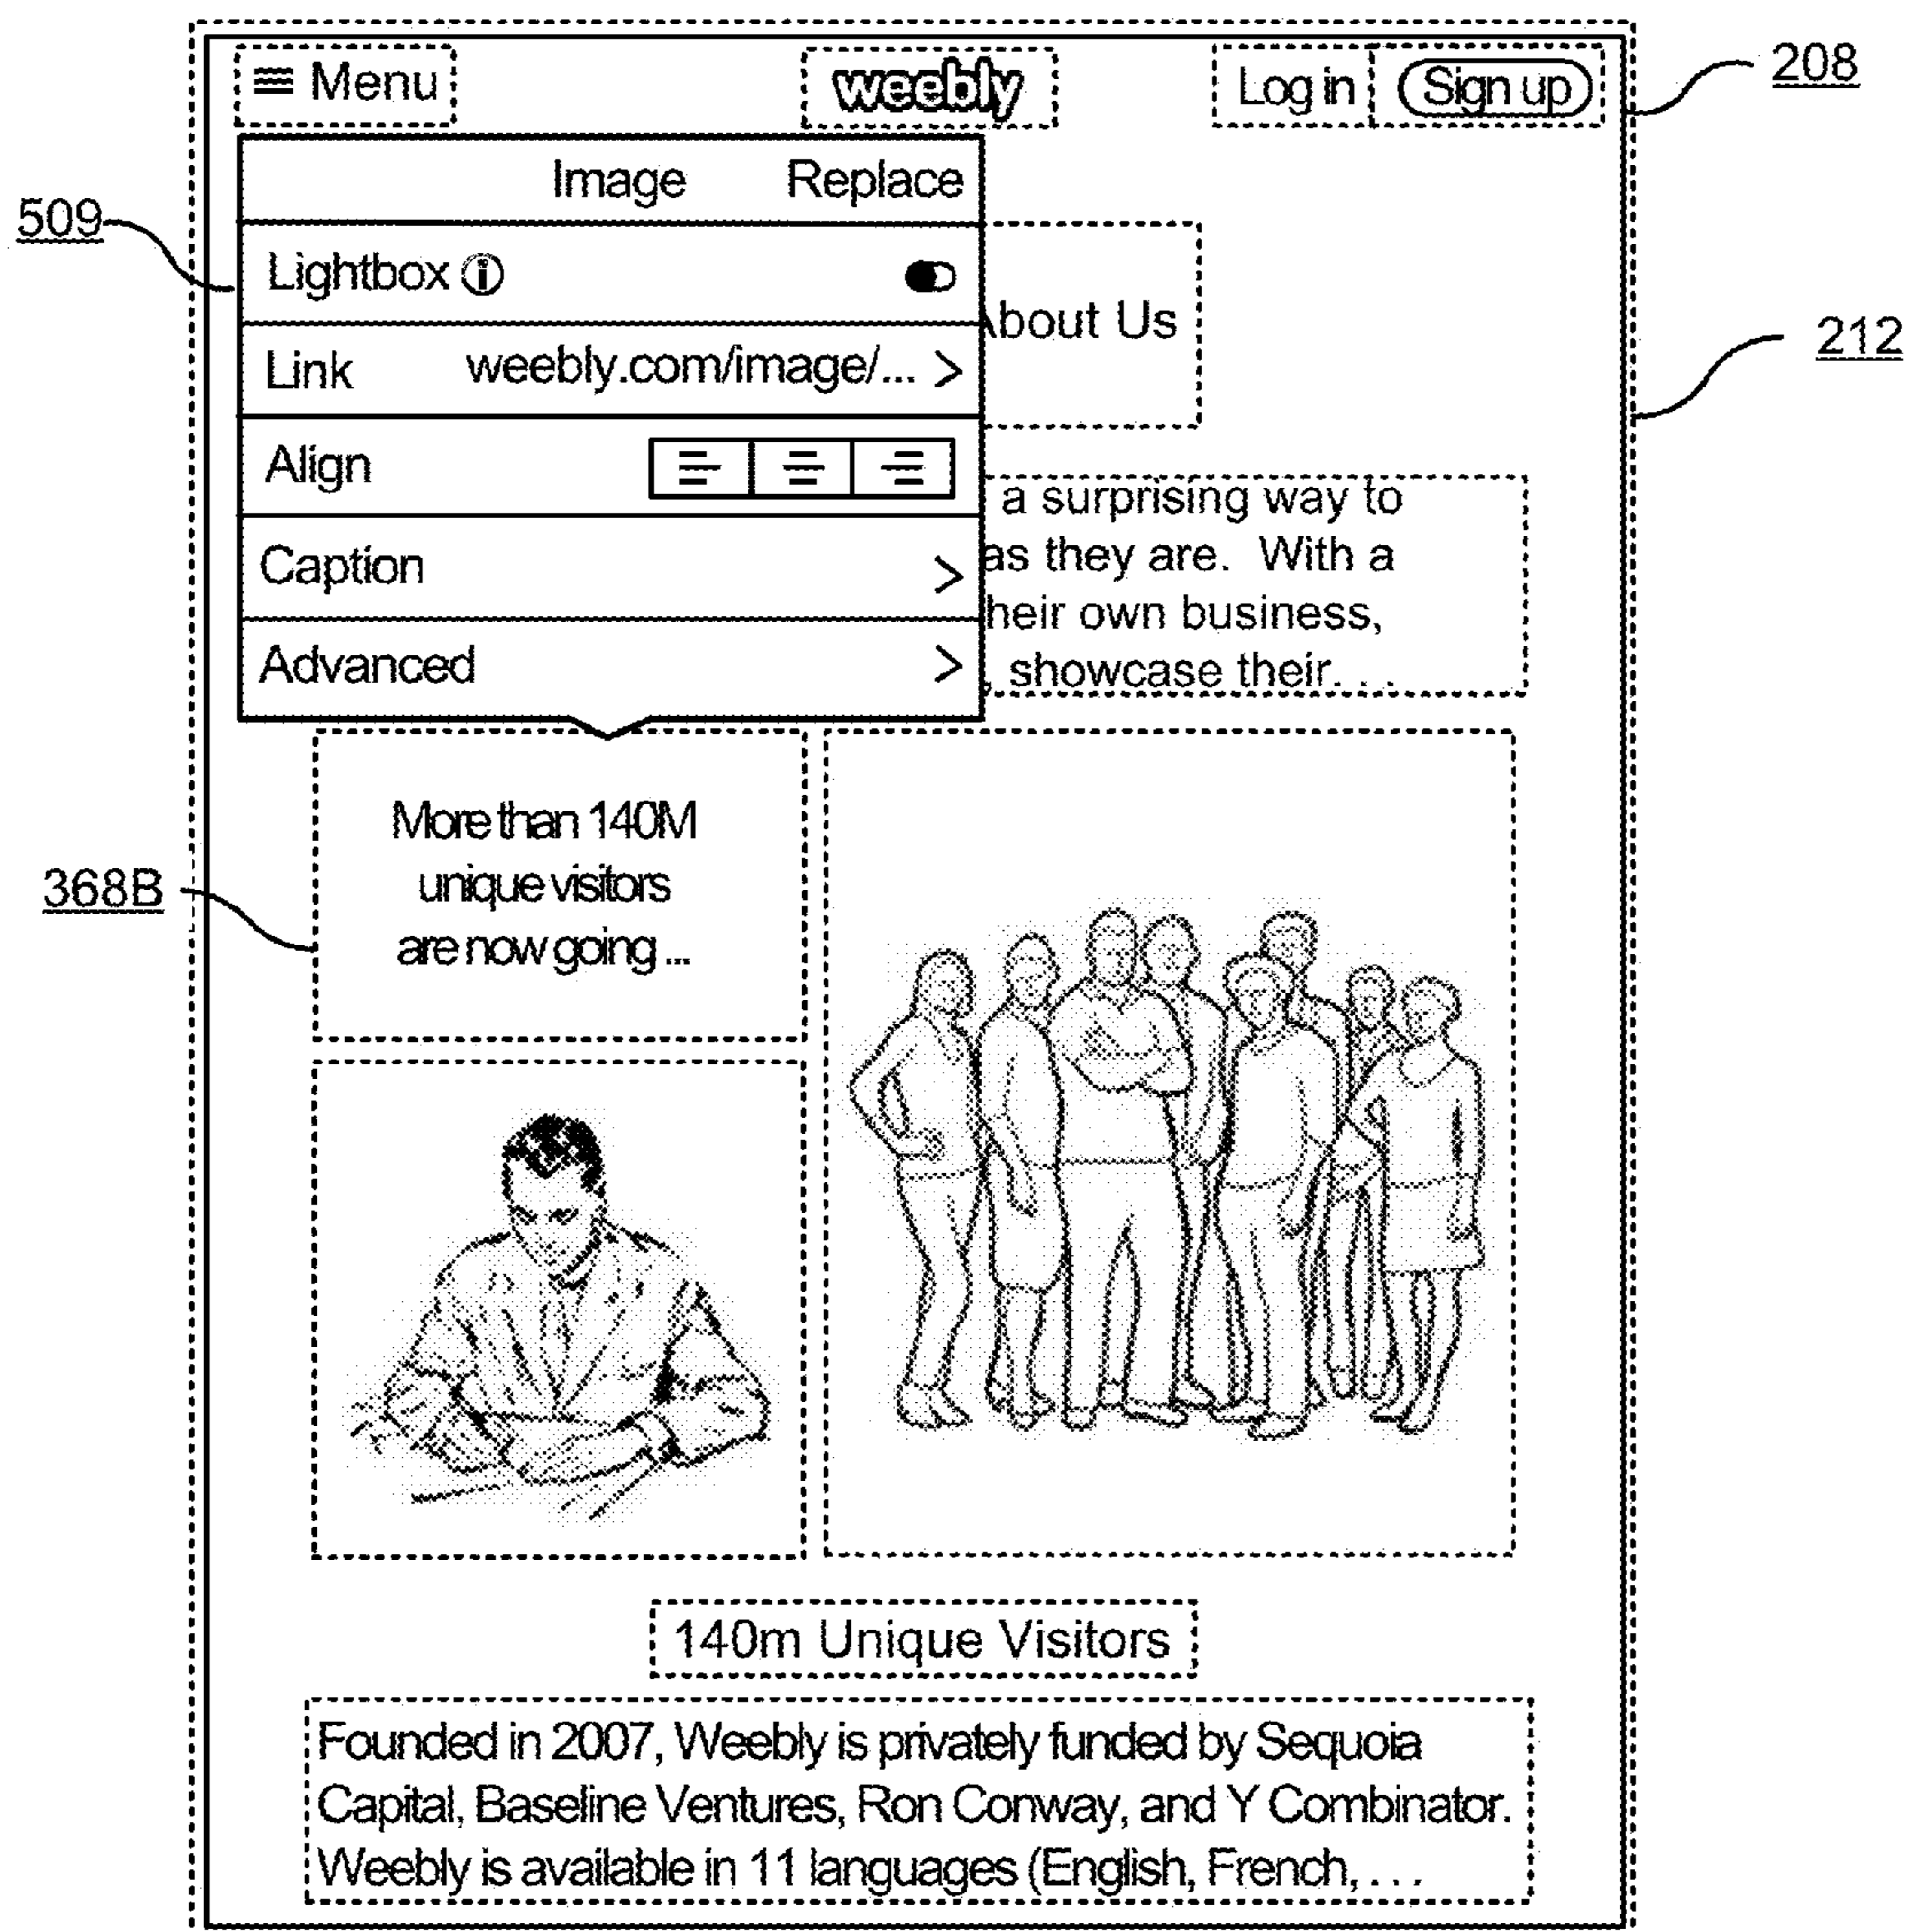 ≡ Menu
weebly
Log in
Sign up
208
Image
Replace
509
Lightbox ⓘ
Link
weebly.com/image/... >
212
About Us
Align
Caption >
Advanced >
a surprising way to
as they are.  With a
heir own business,
, showcase their. . .
More than 140M
unique visitors
are now going ...
368B
140m Unique Visitors
Founded in 2007, Weebly is privately funded by Sequoia
Capital, Baseline Ventures, Ron Conway, and Y Combinator.
Weebly is available in 11 languages (English, French, . . .